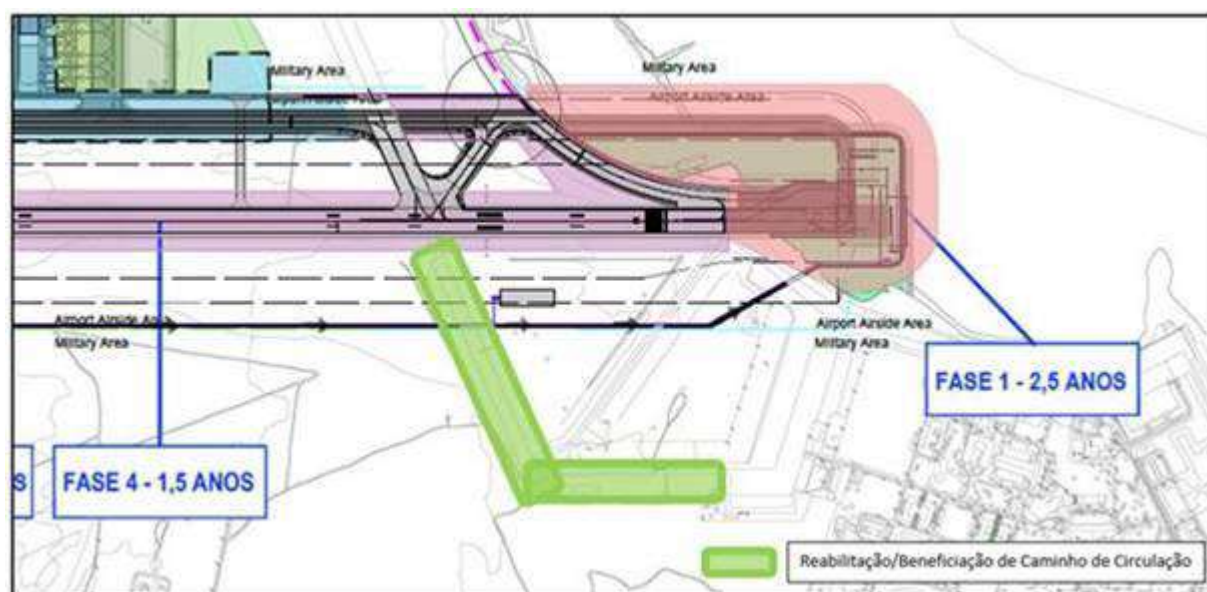 Military Area
Military Area
Airport Airside Area
Airport Airside Area
Military Area
Airport Airside Area
Military Area
FASE 1 - 2,5 ANOS
S
FASE 4 - 1,5 ANOS
Reabilitação/Beneficiação de Caminho de Circulação